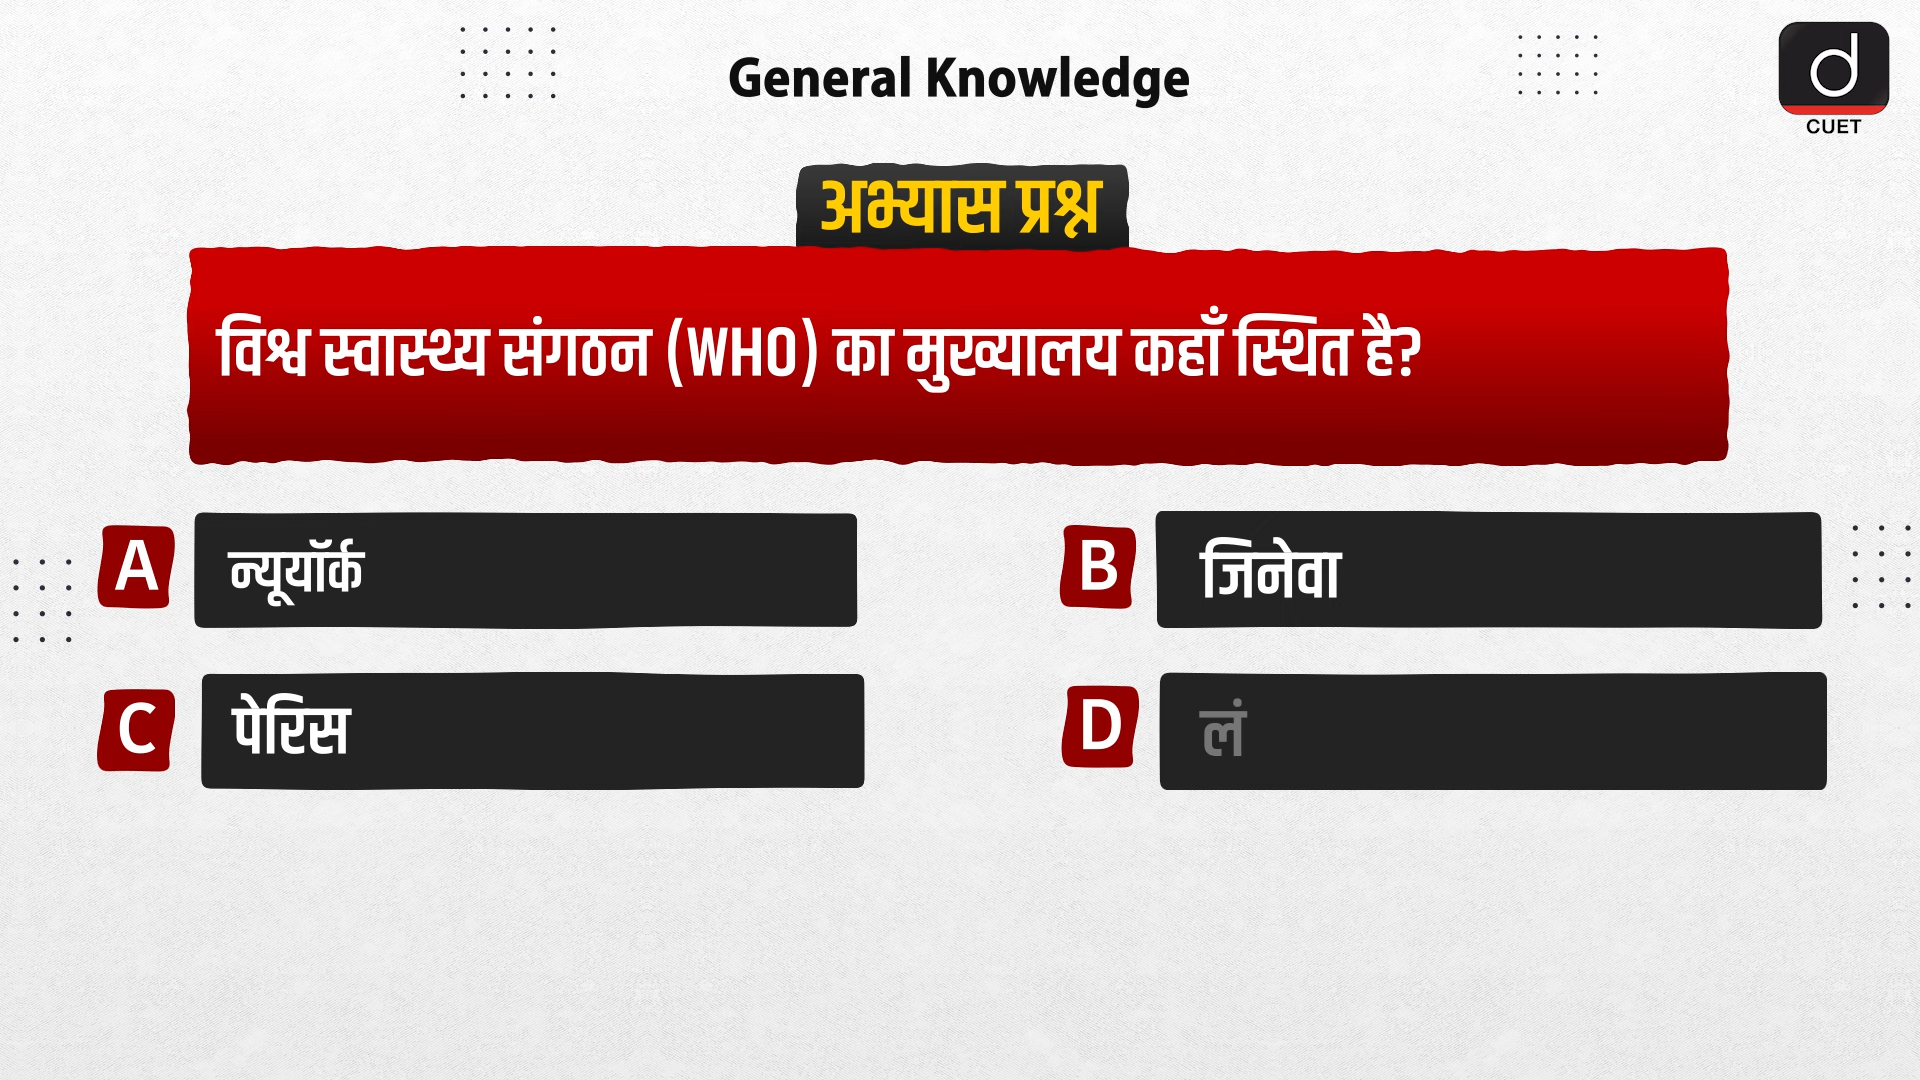 General Knowledge
CUET
अभ्यास प्रश्न
विश्व स्वास्थ्य संगठन (WHO) का मुख्यालय कहाँ स्थित है?
A न्यूयॉर्क
B जिनेवा
C पेरिस
D लं